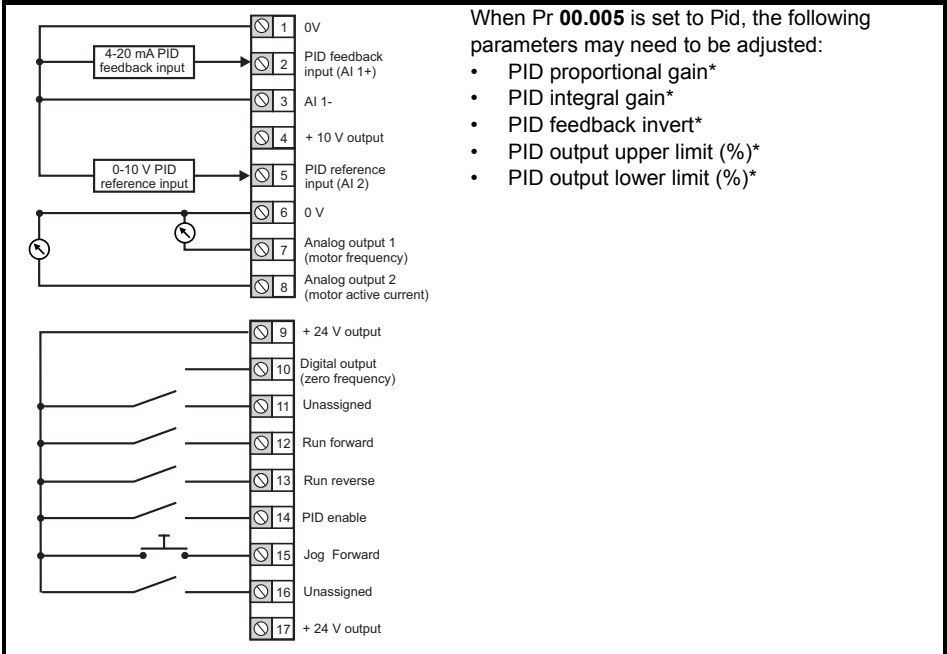 1 0V
4-20 mA PID
feedback input
2 PID feedback
input (AI 1+)
3 AI 1-
4 + 10 V output
0-10 V PID
reference input
5 PID reference
input (AI 2)
6 0 V
7 Analog output 1
(motor frequency)
8 Analog output 2
(motor active current)
9 + 24 V output
10 Digital output
(zero frequency)
11 Unassigned
12 Run forward
13 Run reverse
14 PID enable
15 Jog Forward
16 Unassigned
17 + 24 V output
When Pr 00.005 is set to Pid, the following
parameters may need to be adjusted:
• PID proportional gain*
• PID integral gain*
• PID feedback invert*
• PID output upper limit (%)*
• PID output lower limit (%)*